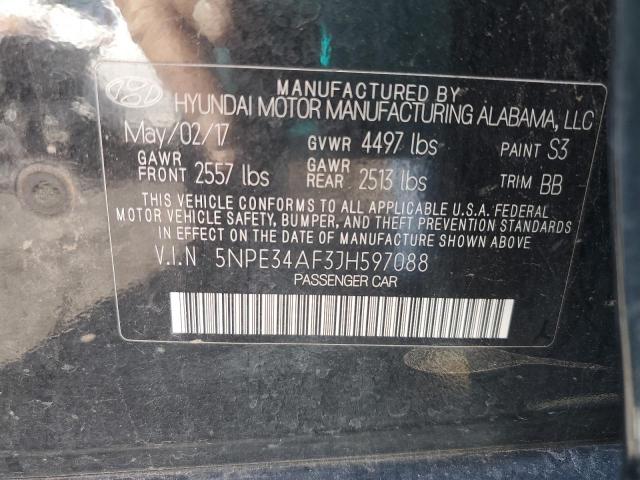 MANUFACTURED BY
HYUNDAI MOTOR MANUFACTURING ALABAMA, LLC
May/02/17 GVWR 4497 lbs PAINT S3
GAWR FRONT 2557 lbs GAWR REAR 2513 lbs TRIM BB
THIS VEHICLE CONFORMS TO ALL APPLICABLE U.S.A. FEDERAL
MOTOR VEHICLE SAFETY, BUMPER, AND THEFT PREVENTION STANDARDS
IN EFFECT ON THE DATE OF MANUFACTURE SHOWN ABOVE.
V.I.N 5NPE34AF3JH597088
PASSENGER CAR